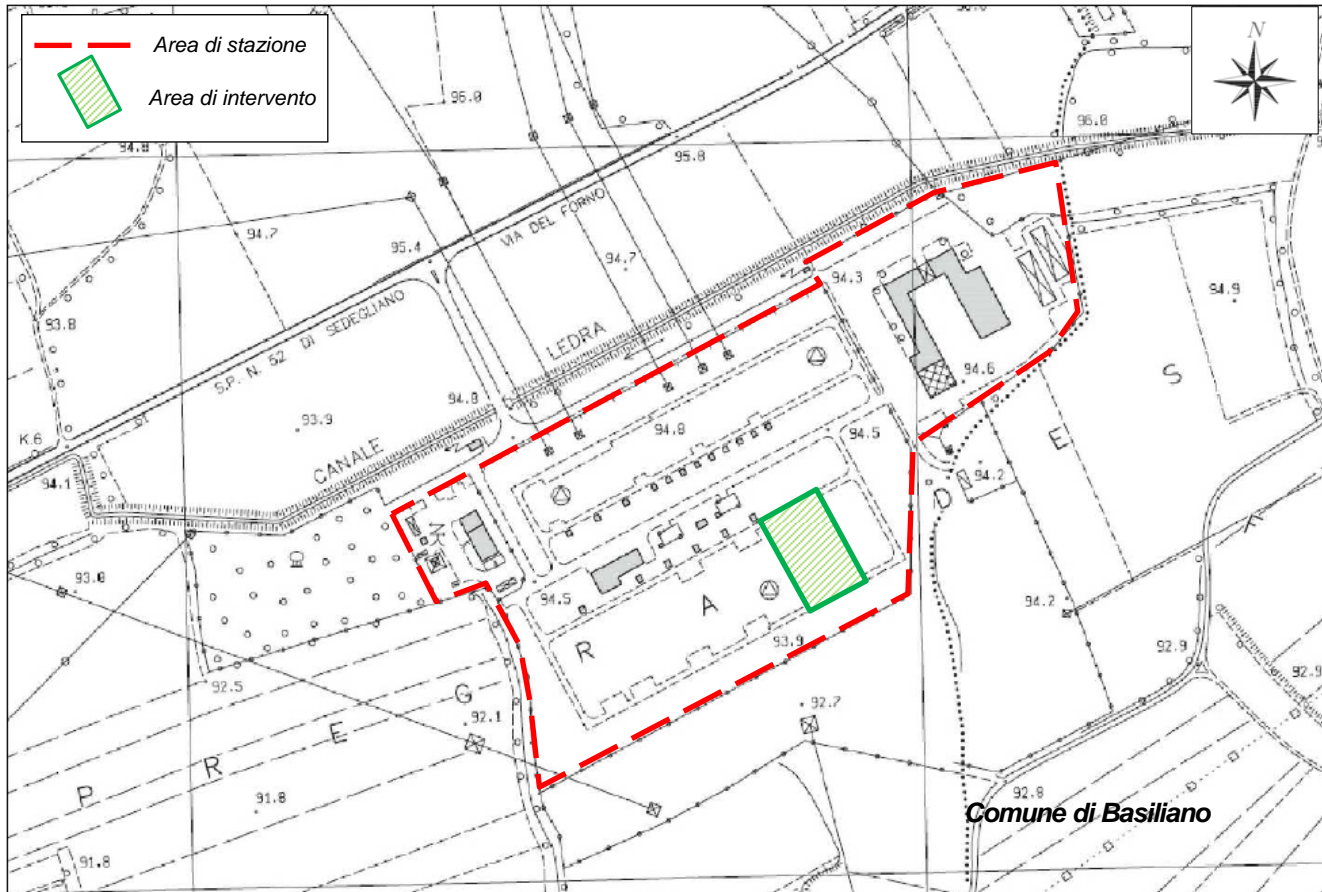 Area di stazione
Area di intervento
N
96.0
94.8
95.8
96.8
94.7
95.4
VIA DEL FORNO
94.7
94.3
94.9
93.8
S.P. N. 52 DI SEDEGLIANO
LEDRA
94.6
S
94.8
93.9
94.8
94.5
E
K.6
CANALE
94.1
94.2
D
93.8
94.5
A
94.2
R
93.9
92.9
92.9
92.5
G
92.1
92.7
E
R
P
91.8
92.8
Comune di Basiliano
91.8